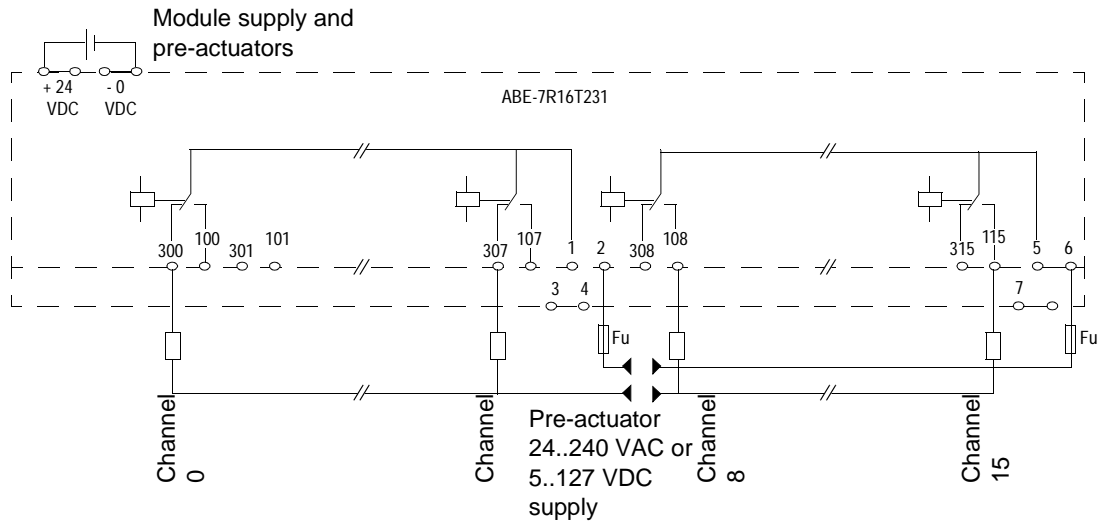 Module supply and
pre-actuators
+ 24
VDC
- 0
VDC
ABE-7R16T231
300
100
301
101
307
107
1
2
308
108
315
115
5
6
3
4
7
Fu
Fu
Channel
0
Channel
Pre-actuator
24..240 VAC or
5..127 VDC
supply
Channel
8
Channel
15